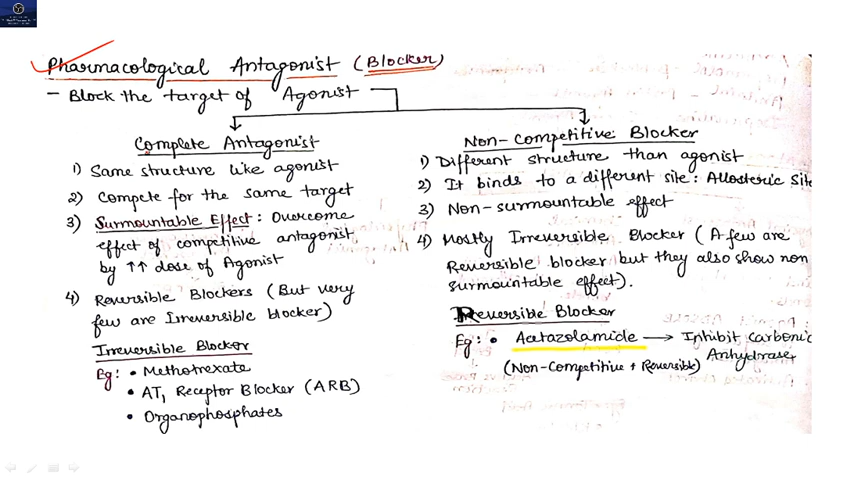 Pharmacological Antagonist (Blocker)
– Block the target of Agonist
Complete Antagonist
1) Same structure like agonist
2) Compete for the same target
3) Surmountable Effect : Overcome
effect of competitive antagonist
by ↑↑ dose of Agonist
4) Reversible Blockers (But very
few are Irreversible blocker)
Irreversible Blocker
Eg: • Methotrexate
• AT₁ Receptor Blocker (ARB)
• Organophosphates
Non-Competitive Blocker
1) Different structure than agonist
2) It binds to a different site : Allosteric Site
3) Non-surmountable effect
4) Mostly Irreversible Blocker (A few are
Reversible blocker but they also show non
surmountable effect).
Reversible Blocker
Eg: • Acetazolamide → Inhibit Carbonic
Anhydrase
(Non-Competitive + Reversible)